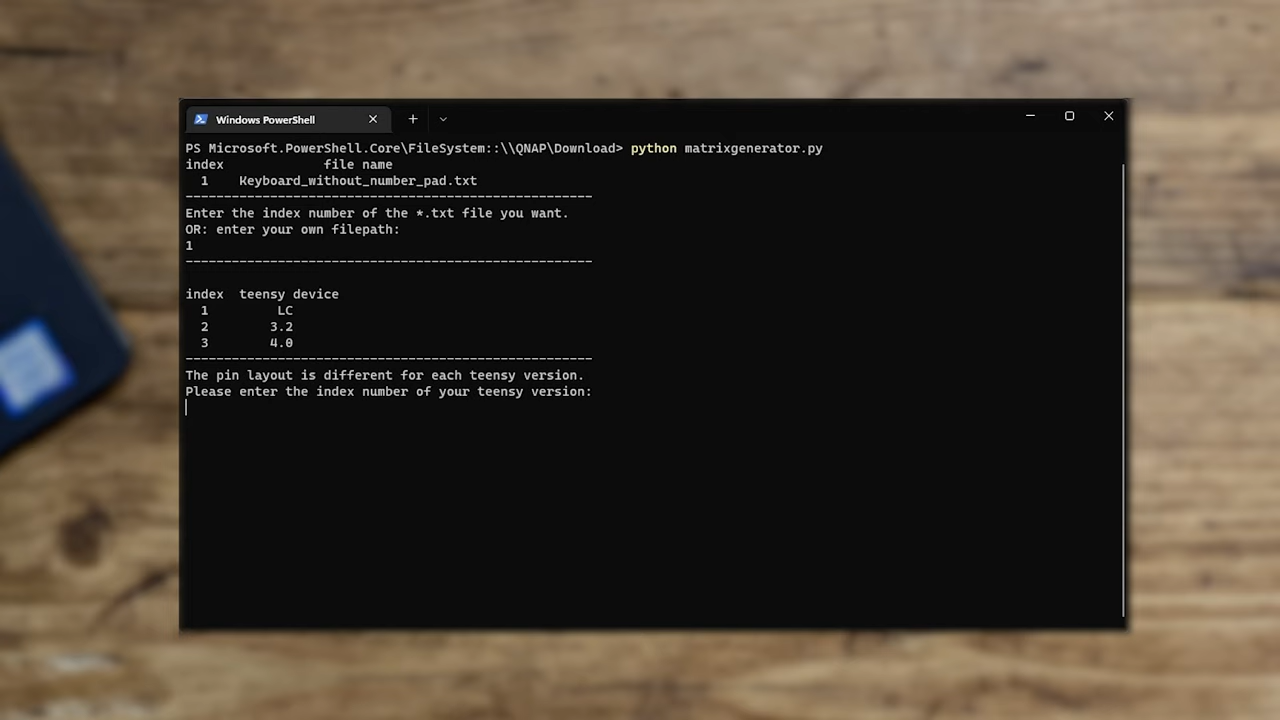 Windows PowerShell
PS Microsoft.PowerShell.Core\FileSystem::\\QNAP\Download> python matrixgenerator.py
index             file name
  1    Keyboard_without_number_pad.txt
-----------------------------------------------------
Enter the index number of the *.txt file you want.
OR: enter your own filepath:
1
-----------------------------------------------------
index  teensy device
  1         LC
  2        3.2
  3        4.0
-----------------------------------------------------
The pin layout is different for each teensy version.
Please enter the index number of your teensy version: